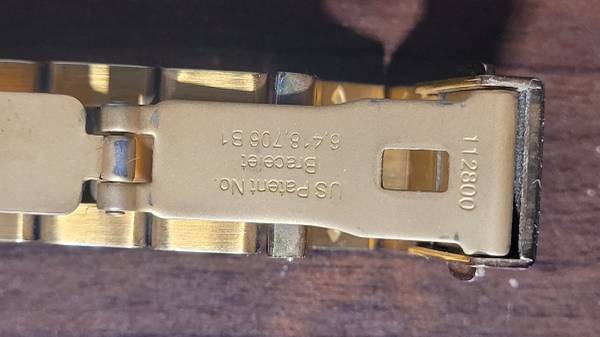 US Patent No.
Bracelet
6,418,706 B1
112800